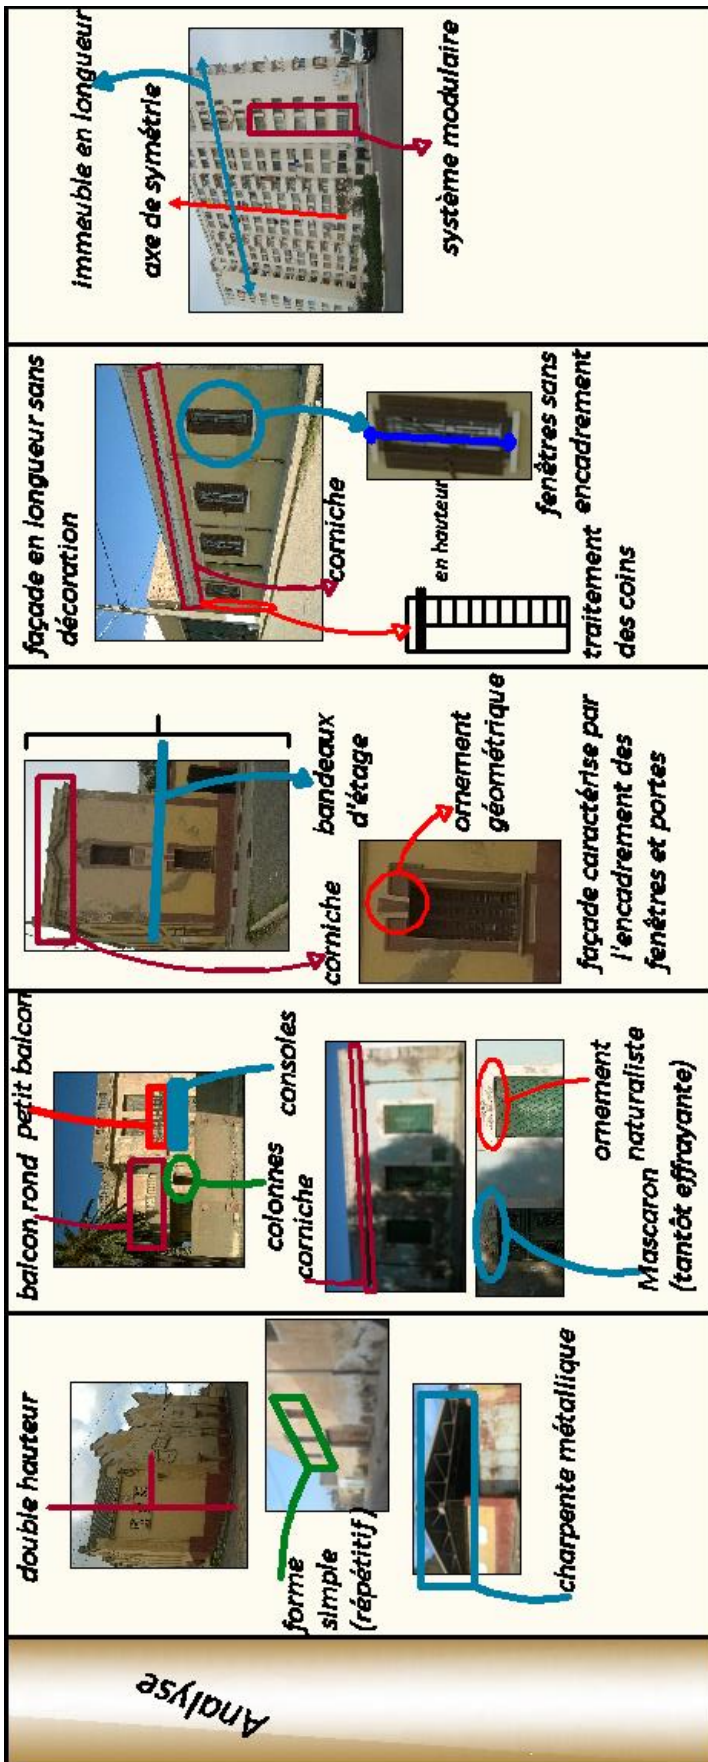 Analyse
double hauteur
forme
simple
(répétitif)
charpente métallique
balcon rond petit balcon
colonnes
consoles
corniche
ornement
naturaliste
Mascaron
(tantôt effrayante)
bandeaux
d'étage
corniche
ornement
géométrique
façade caractérise par
l'encadrement des
fenêtres et portes
façade en longueur sans
décoration
corniche
en hauteur
fenêtres sans
encadrement
traitement
des coins
immeuble en longueur
axe de symétrie
système modulaire